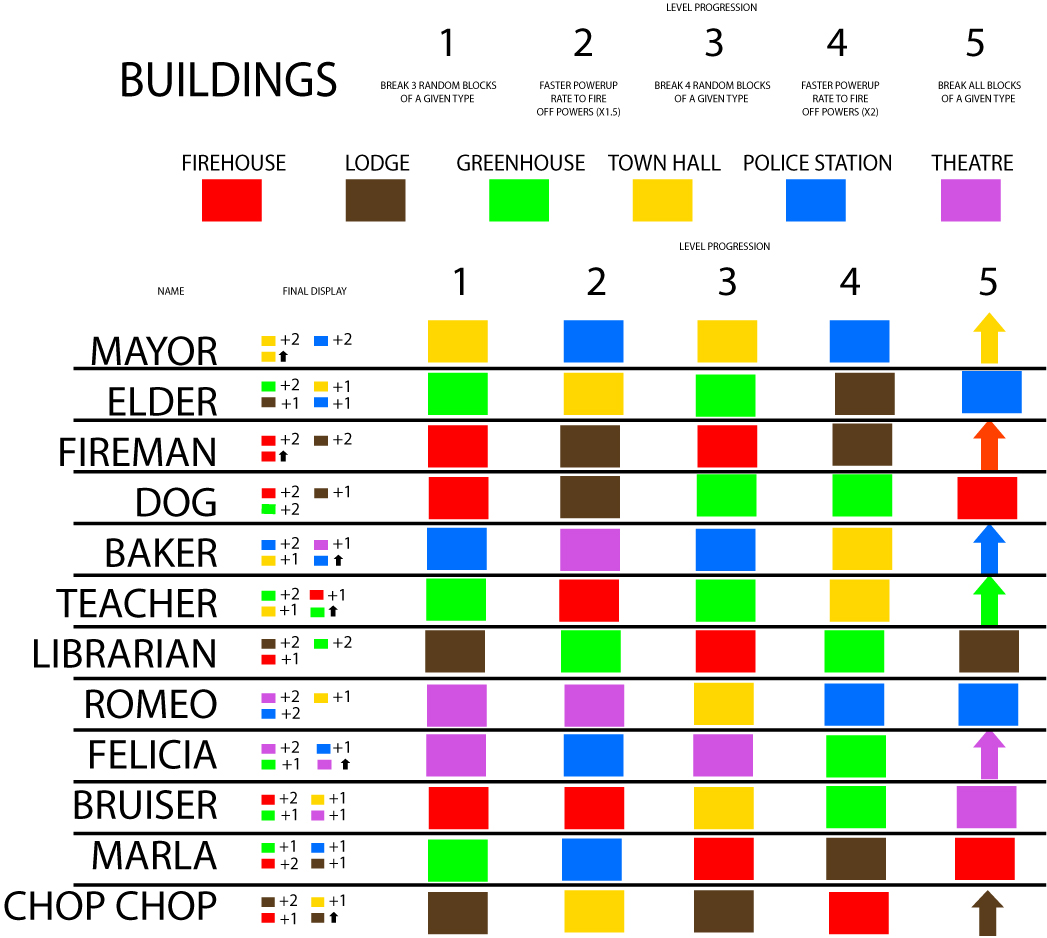 LEVEL PROGRESSION
BUILDINGS 1 2 3 4 5
BREAK 3 RANDOM BLOCKS FASTER POWERUP BREAK 4 RANDOM BLOCKS FASTER POWERUP BREAK ALL BLOCKS
OF A GIVEN TYPE RATE TO FIRE OF A GIVEN TYPE RATE TO FIRE OF A GIVEN TYPE
OFF POWERS (X1.5) OFF POWERS (X2)
FIREHOUSE LODGE GREENHOUSE TOWN HALL POLICE STATION THEATRE
LEVEL PROGRESSION
NAME FINAL DISPLAY 1 2 3 4 5
MAYOR +2 +2
ELDER +2 +1
+1 +1
FIREMAN +2 +2
DOG +2 +1
+2
BAKER +2 +1
+1
TEACHER +2 +1
+1
LIBRARIAN +2 +2
+1
ROMEO +2 +1
+2
FELICIA +2 +1
+1
BRUISER +2 +1
+1 +1
MARLA +1 +1
+2 +1
CHOP CHOP +2 +1
+1